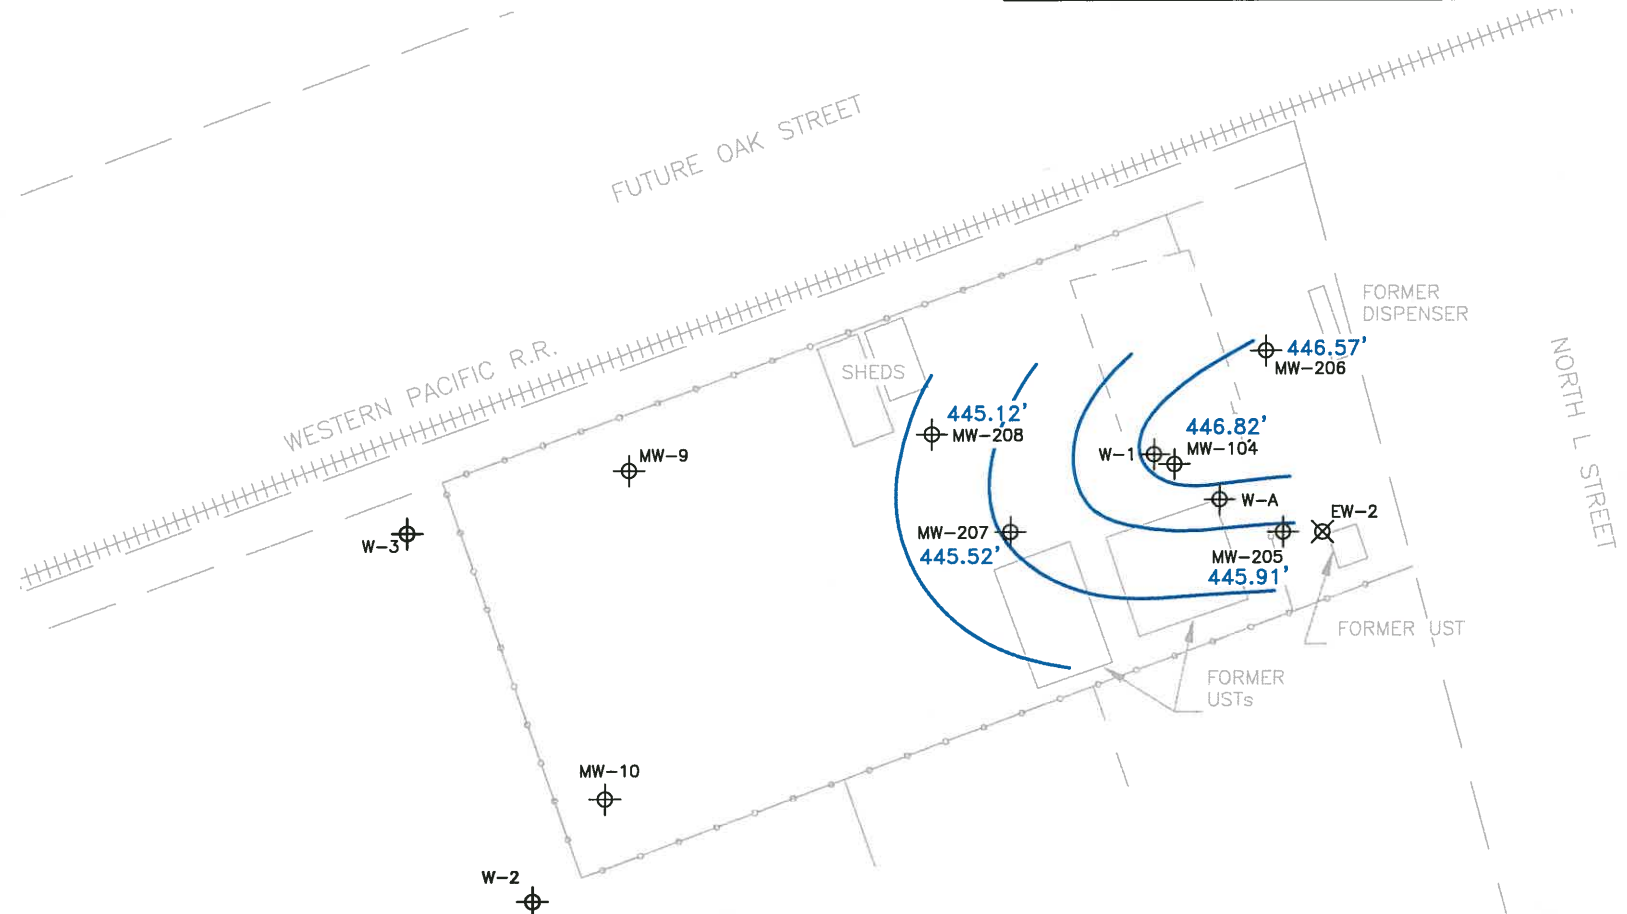 FUTURE OAK STREET
WESTERN PACIFIC R.R.
FORMER
DISPENSER
446.57'
MW-206
NORTH L STREET
SHEDS
445.12'
MW-208
446.82'
W-1
MW-104
MW-9
W-A
EW-2
W-3
MW-207
445.52'
MW-205
445.91'
FORMER UST
FORMER
USTs
MW-10
W-2